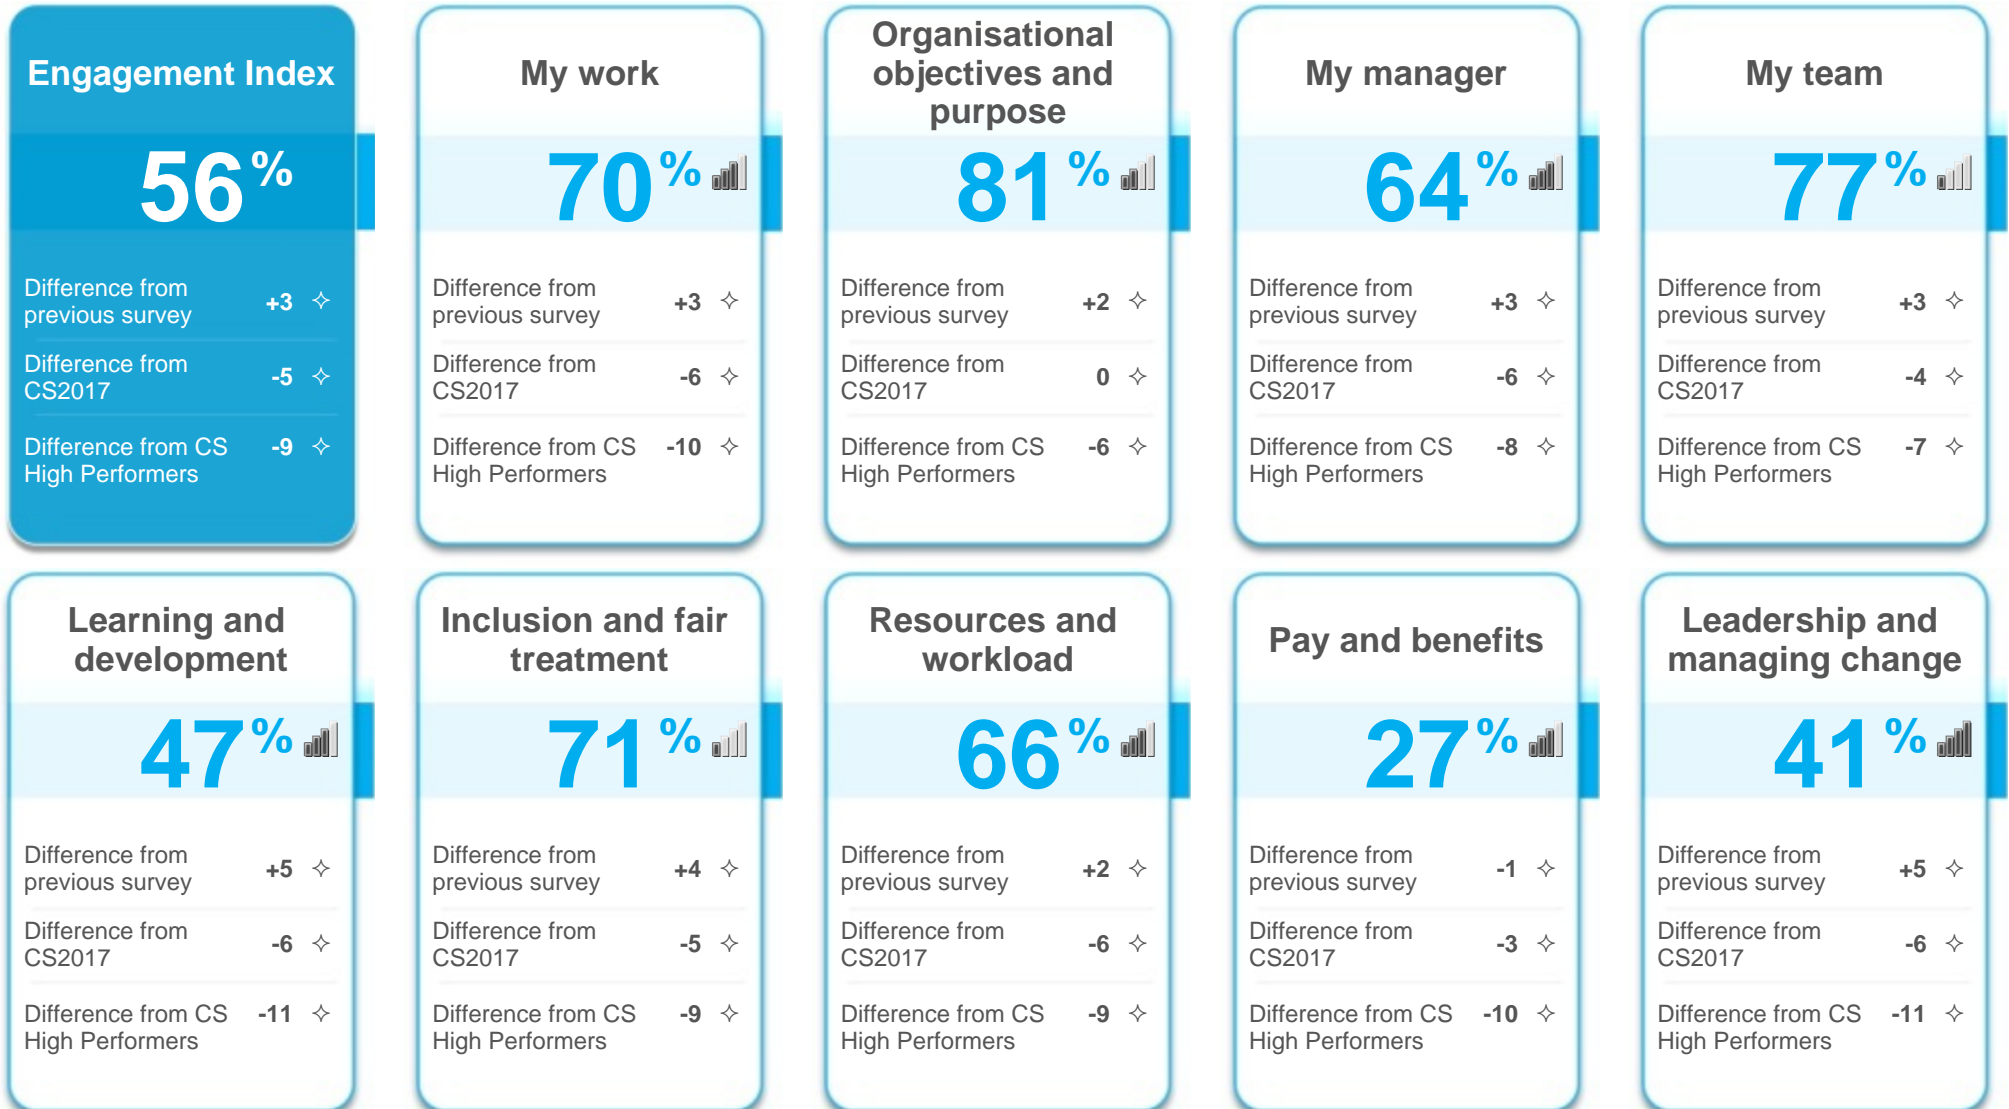 Engagement Index
56%
Difference from
previous survey +3 ✧
Difference from
CS2017 -5 ✧
Difference from CS
High Performers -9 ✧
My work
70%
Difference from
previous survey +3 ✧
Difference from
CS2017 -6 ✧
Difference from CS
High Performers -10 ✧
Organisational
objectives and
purpose
81%
Difference from
previous survey +2 ✧
Difference from
CS2017 0 ✧
Difference from CS
High Performers -6 ✧
My manager
64%
Difference from
previous survey +3 ✧
Difference from
CS2017 -6 ✧
Difference from CS
High Performers -8 ✧
My team
77%
Difference from
previous survey +3 ✧
Difference from
CS2017 -4 ✧
Difference from CS
High Performers -7 ✧
Learning and
development
47%
Difference from
previous survey +5 ✧
Difference from
CS2017 -6 ✧
Difference from CS
High Performers -11 ✧
Inclusion and fair
treatment
71%
Difference from
previous survey +4 ✧
Difference from
CS2017 -5 ✧
Difference from CS
High Performers -9 ✧
Resources and
workload
66%
Difference from
previous survey +2 ✧
Difference from
CS2017 -6 ✧
Difference from CS
High Performers -9 ✧
Pay and benefits
27%
Difference from
previous survey -1 ✧
Difference from
CS2017 -3 ✧
Difference from CS
High Performers -10 ✧
Leadership and
managing change
41%
Difference from
previous survey +5 ✧
Difference from
CS2017 -6 ✧
Difference from CS
High Performers -11 ✧